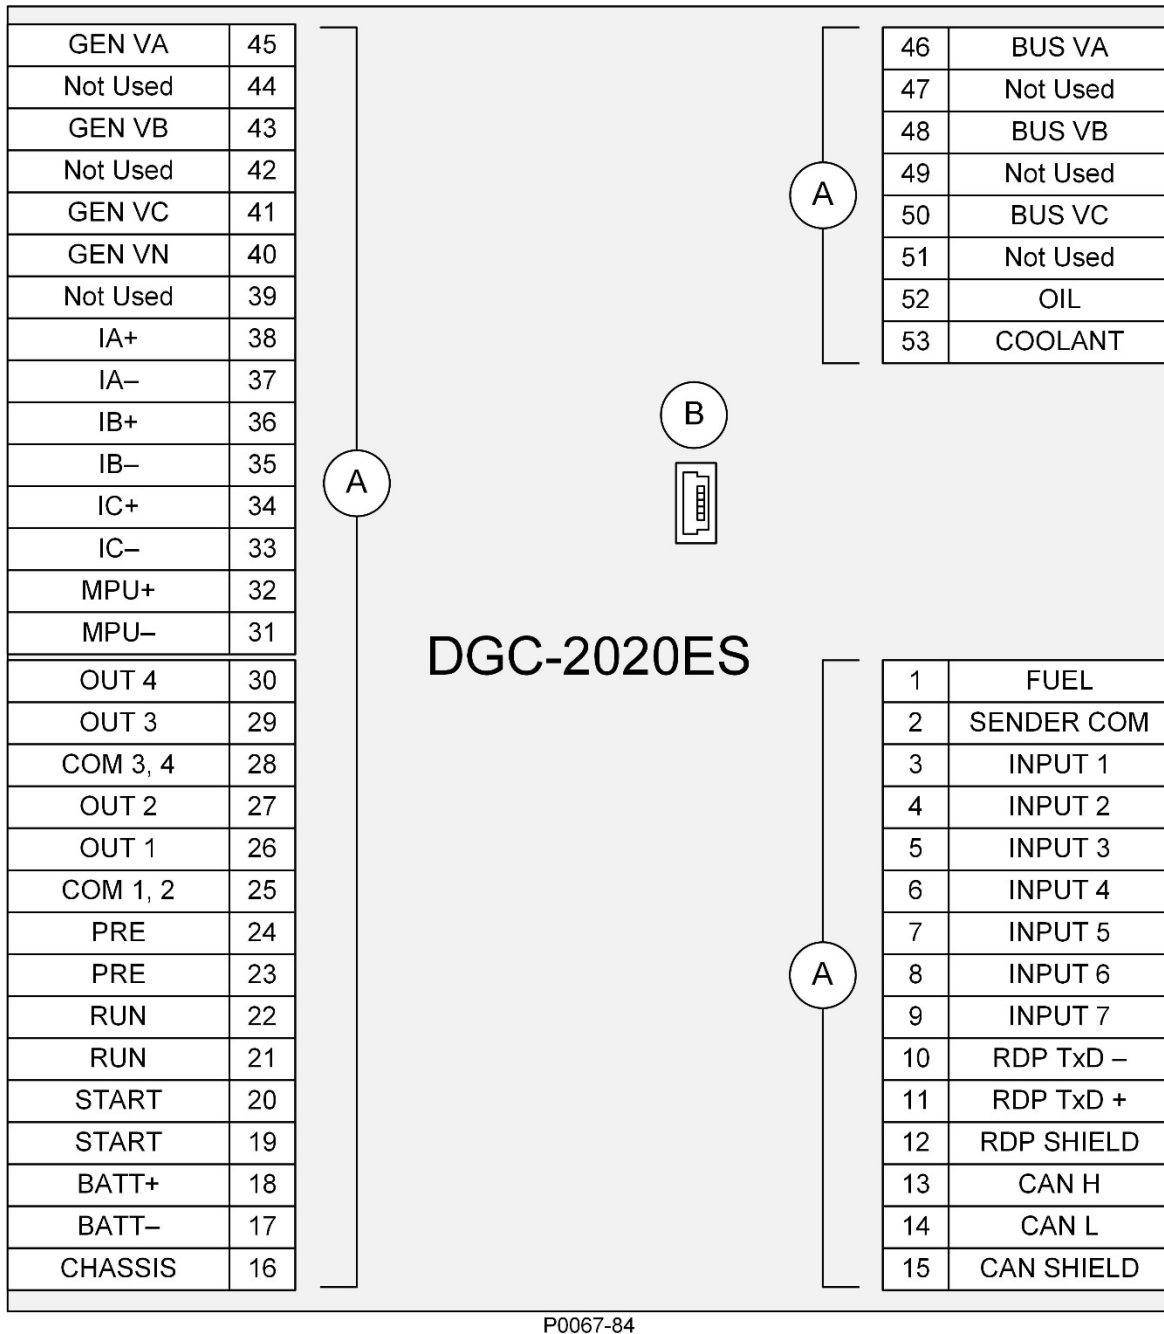 GEN VA 45
Not Used 44
GEN VB 43
Not Used 42
GEN VC 41
GEN VN 40
Not Used 39
IA+ 38
IA– 37
IB+ 36
IB– 35
IC+ 34
IC– 33
MPU+ 32
MPU– 31
OUT 4 30
OUT 3 29
COM 3, 4 28
OUT 2 27
OUT 1 26
COM 1, 2 25
PRE 24
PRE 23
RUN 22
RUN 21
START 20
START 19
BATT+ 18
BATT– 17
CHASSIS 16
A
B
DGC-2020ES
A
46 BUS VA
47 Not Used
48 BUS VB
49 Not Used
50 BUS VC
51 Not Used
52 OIL
53 COOLANT
A
1 FUEL
2 SENDER COM
3 INPUT 1
4 INPUT 2
5 INPUT 3
6 INPUT 4
7 INPUT 5
8 INPUT 6
9 INPUT 7
10 RDP TxD –
11 RDP TxD +
12 RDP SHIELD
13 CAN H
14 CAN L
15 CAN SHIELD
P0067-84